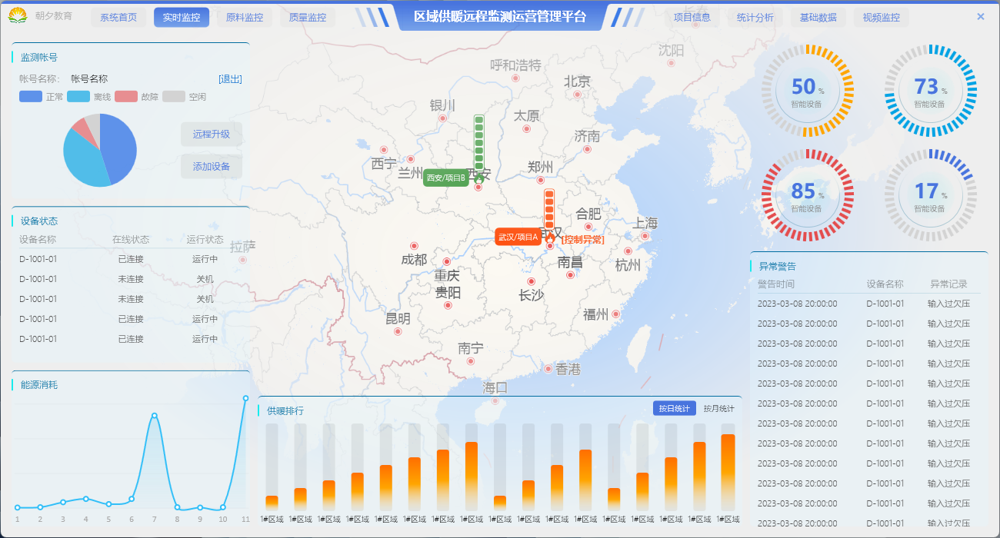 朝夕教育
系统首页
实时监控
原料监控
质量监控
区域供暖远程监测运营管理平台
项目信息
统计分析
基础数据
视频监控
×
监测帐号
帐号名称:
帐号名称
[退出]
正常
离线
故障
空闲
远程升级
添加设备
设备状态
设备名称 在线状态 运行状态
D-1001-01 已连接 运行中
D-1001-01 未连接 关机
D-1001-01 未连接 关机
D-1001-01 已连接 运行中
D-1001-01 已连接 运行中
能源消耗
1 2 3 4 5 6 7 8 9 10 11
长春
沈阳
呼和浩特
北京
银川
太原
济南
西宁
兰州
西安/项目B
西安
郑州
合肥
上海
武汉/项目A
武汉
[控制异常]
拉萨
成都
南昌
杭州
重庆
贵阳
长沙
昆明
福州
南宁
香港
海口
供暖排行
按日统计
按月统计
1#区域 1#区域 1#区域 1#区域 1#区域 1#区域 1#区域 1#区域 1#区域 1#区域 1#区域 1#区域 1#区域 1#区域 1#区域 1#区域 1#区域
50 %
智能设备
73 %
智能设备
85 %
智能设备
17 %
智能设备
异常警告
警告时间 设备名称 异常记录
2023-03-08 20:00:00 D-1001-01 输入过欠压
2023-03-08 20:00:00 D-1001-01 输入过欠压
2023-03-08 20:00:00 D-1001-01 输入过欠压
2023-03-08 20:00:00 D-1001-01 输入过欠压
2023-03-08 20:00:00 D-1001-01 输入过欠压
2023-03-08 20:00:00 D-1001-01 输入过欠压
2023-03-08 20:00:00 D-1001-01 输入过欠压
2023-03-08 20:00:00 D-1001-01 输入过欠压
2023-03-08 20:00:00 D-1001-01 输入过欠压
2023-03-08 20:00:00 D-1001-01 输入过欠压
2023-03-08 20:00:00 D-1001-01 输入过欠压
2023-03-08 20:00:00 D-1001-01 输入过欠压